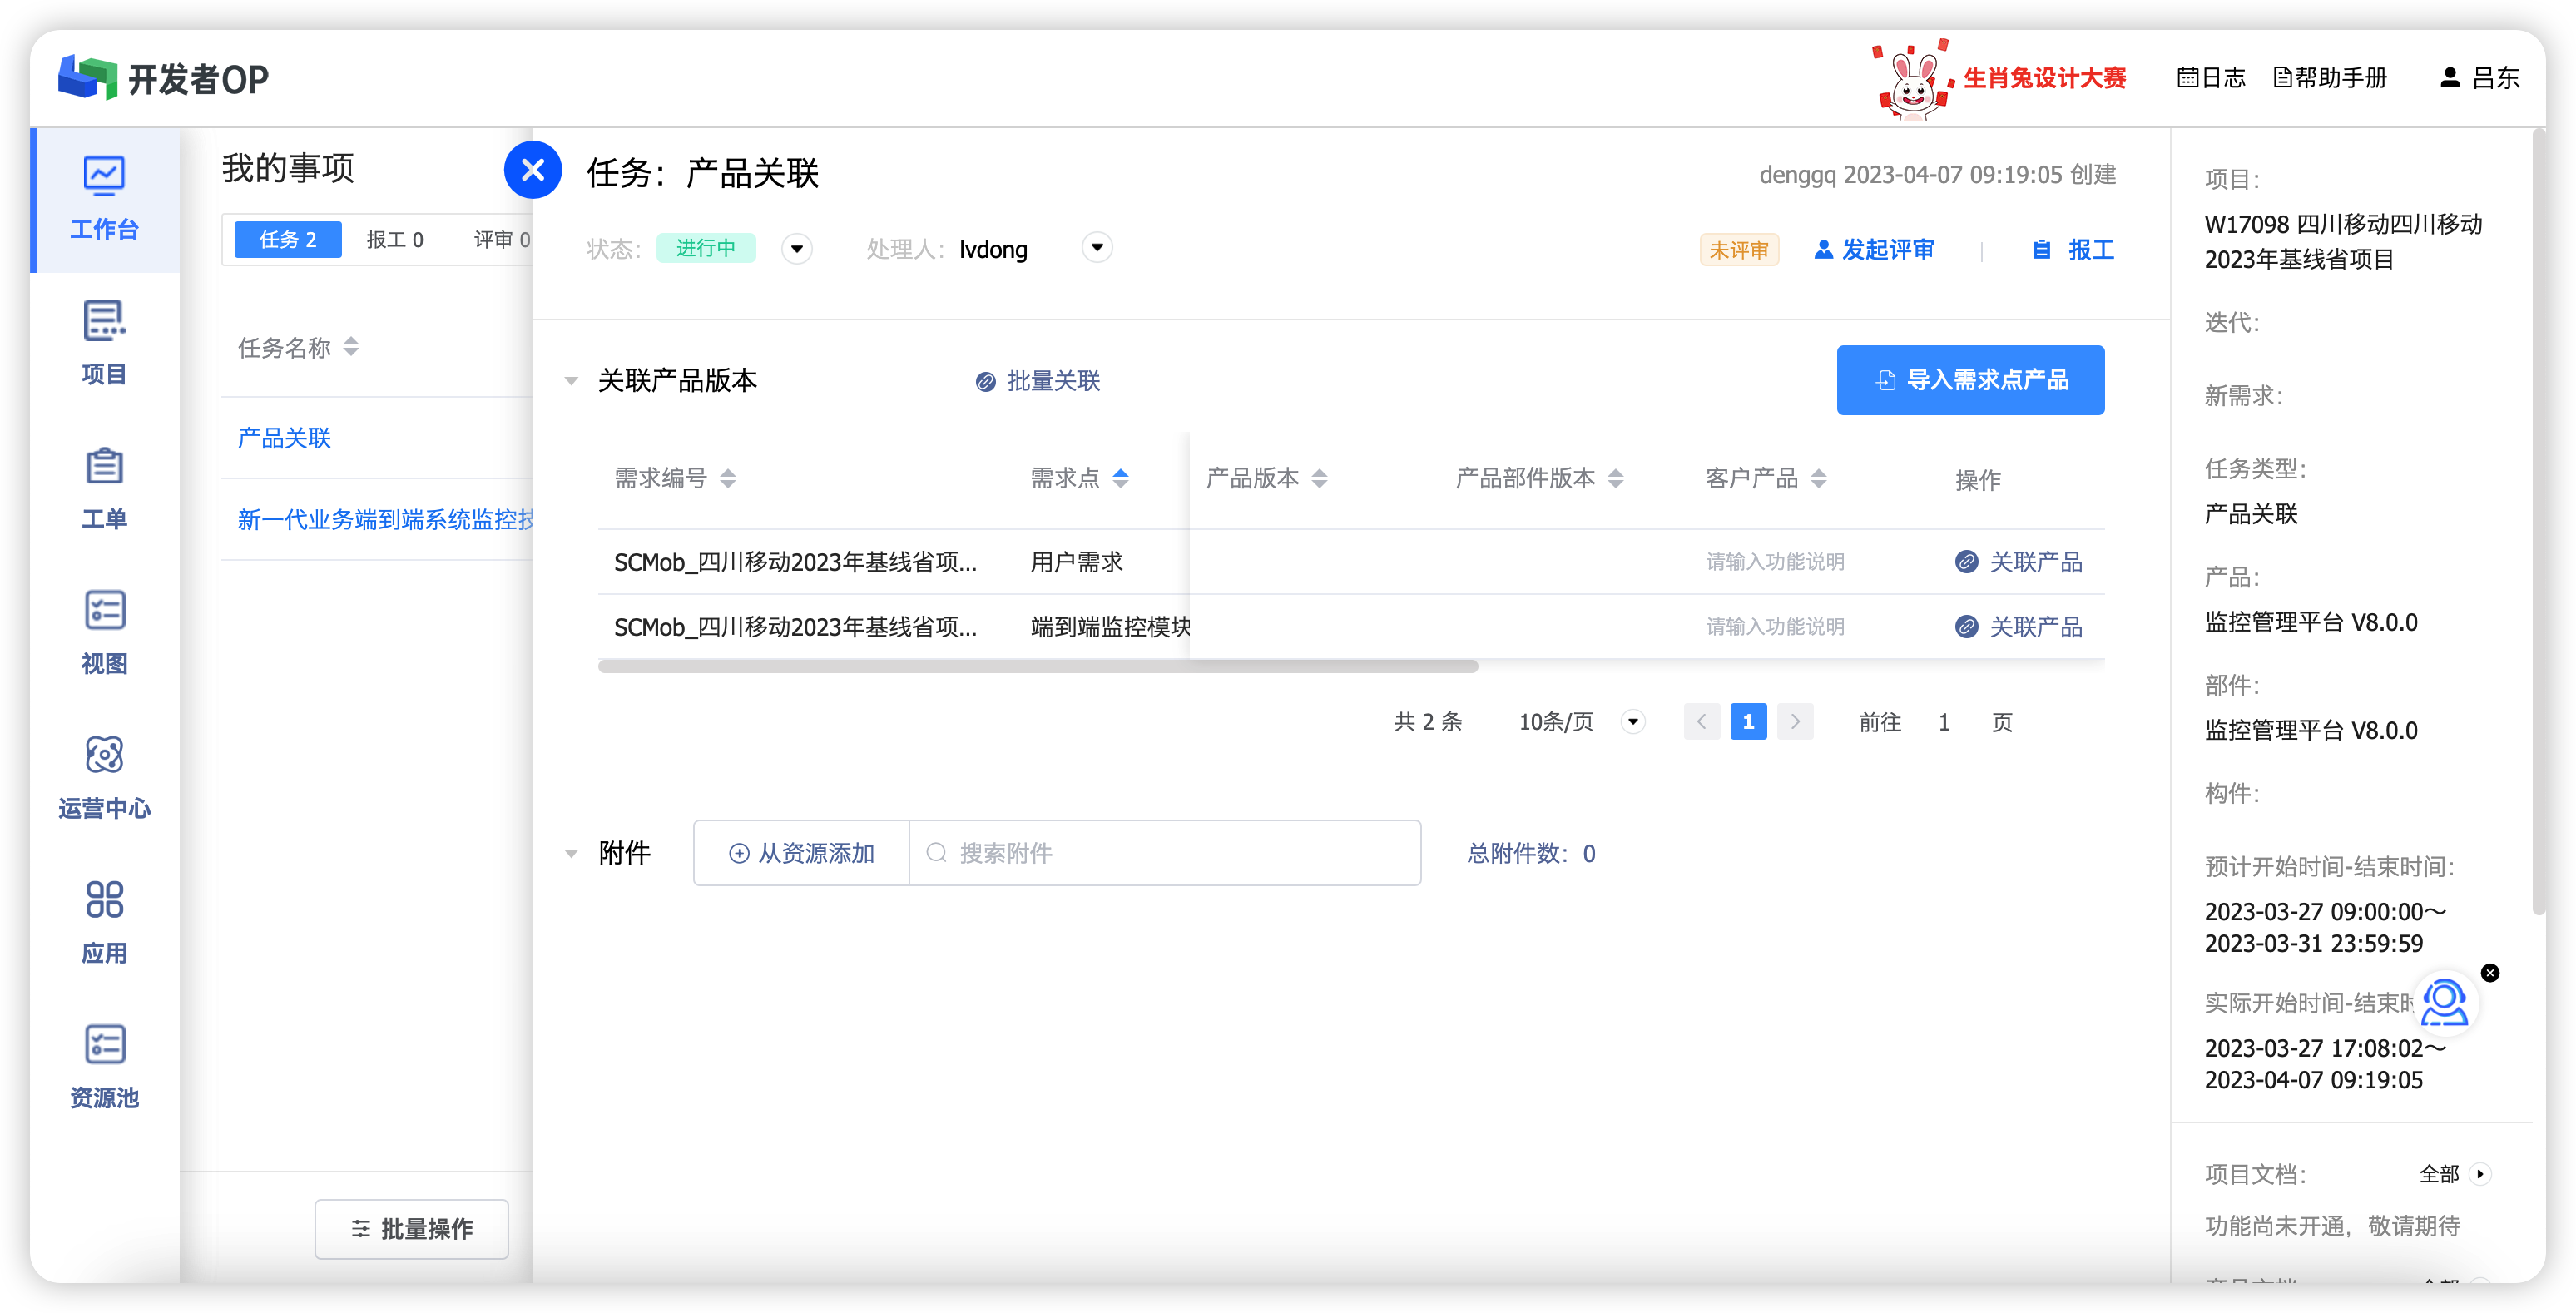 开发者OP
生肖兔设计大赛
日志
帮助手册
吕东
工作台
项目
工单
视图
运营中心
应用
资源池
我的事项
任务 2
报工 0
评审 0
任务名称
产品关联
新一代业务端到端系统监控技
批量操作
任务：产品关联
denggq 2023-04-07 09:19:05 创建
状态：
进行中
处理人：
lvdong
未评审
发起评审
报工
关联产品版本
批量关联
导入需求点产品
需求编号 需求点 产品版本 产品部件版本 客户产品 操作
SCMob_四川移动2023年基线省项... 用户需求 请输入功能说明 关联产品
SCMob_四川移动2023年基线省项... 端到端监控模块 请输入功能说明 关联产品
共 2 条 10条/页 1 前往 1 页
附件
从资源添加
搜索附件
总附件数：0
项目：
W17098 四川移动四川移动
2023年基线省项目
迭代：
新需求：
任务类型：
产品关联
产品：
监控管理平台 V8.0.0
部件：
监控管理平台 V8.0.0
构件：
预计开始时间-结束时间：
2023-03-27 09:00:00～
2023-03-31 23:59:59
实际开始时间-结束时
2023-03-27 17:08:02～
2023-04-07 09:19:05
项目文档：
全部
功能尚未开通，敬请期待